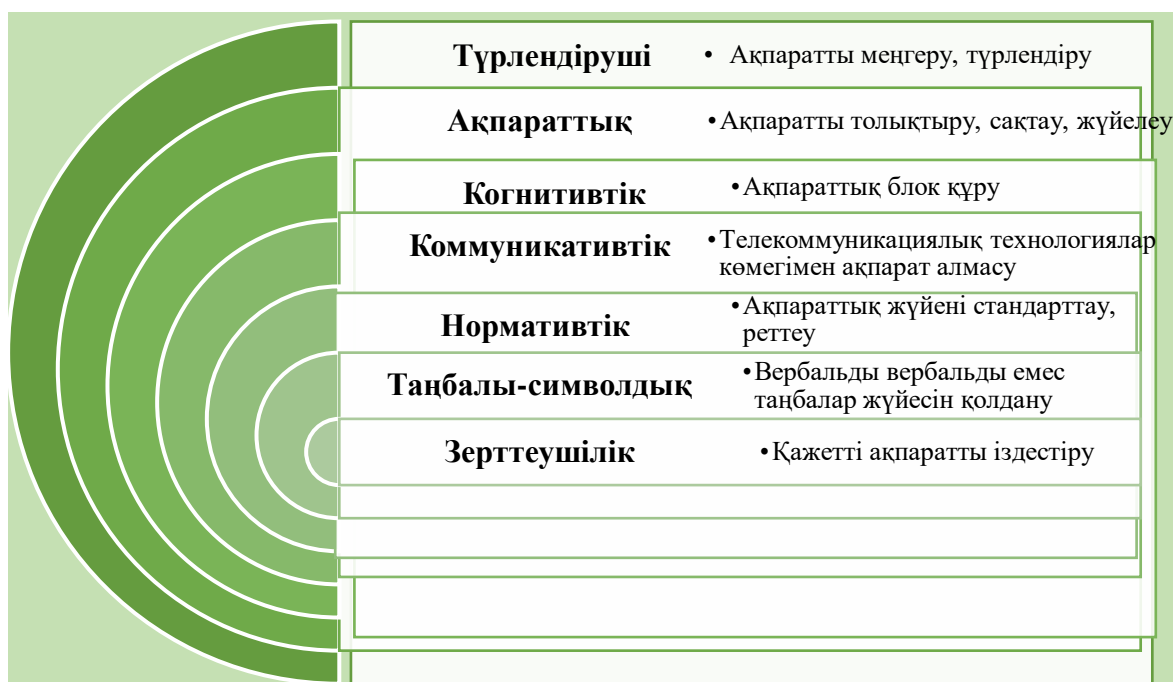 Түрлендіруші • Ақпаратты меңгеру, түрлендіру
Ақпараттық • Ақпаратты толықтыру, сақтау, жүйелеу
Когнитивтік • Ақпараттық блок құру
Коммуникативтік • Телекоммуникациялық технологиялар
көмегімен ақпарат алмасу
Нормативтік • Ақпараттық жүйені стандарттау,
реттеу
Таңбалы-символдық • Вербальды вербальды емес
таңбалар жүйесін қолдану
Зерттеушілік • Қажетті ақпаратты іздестіру